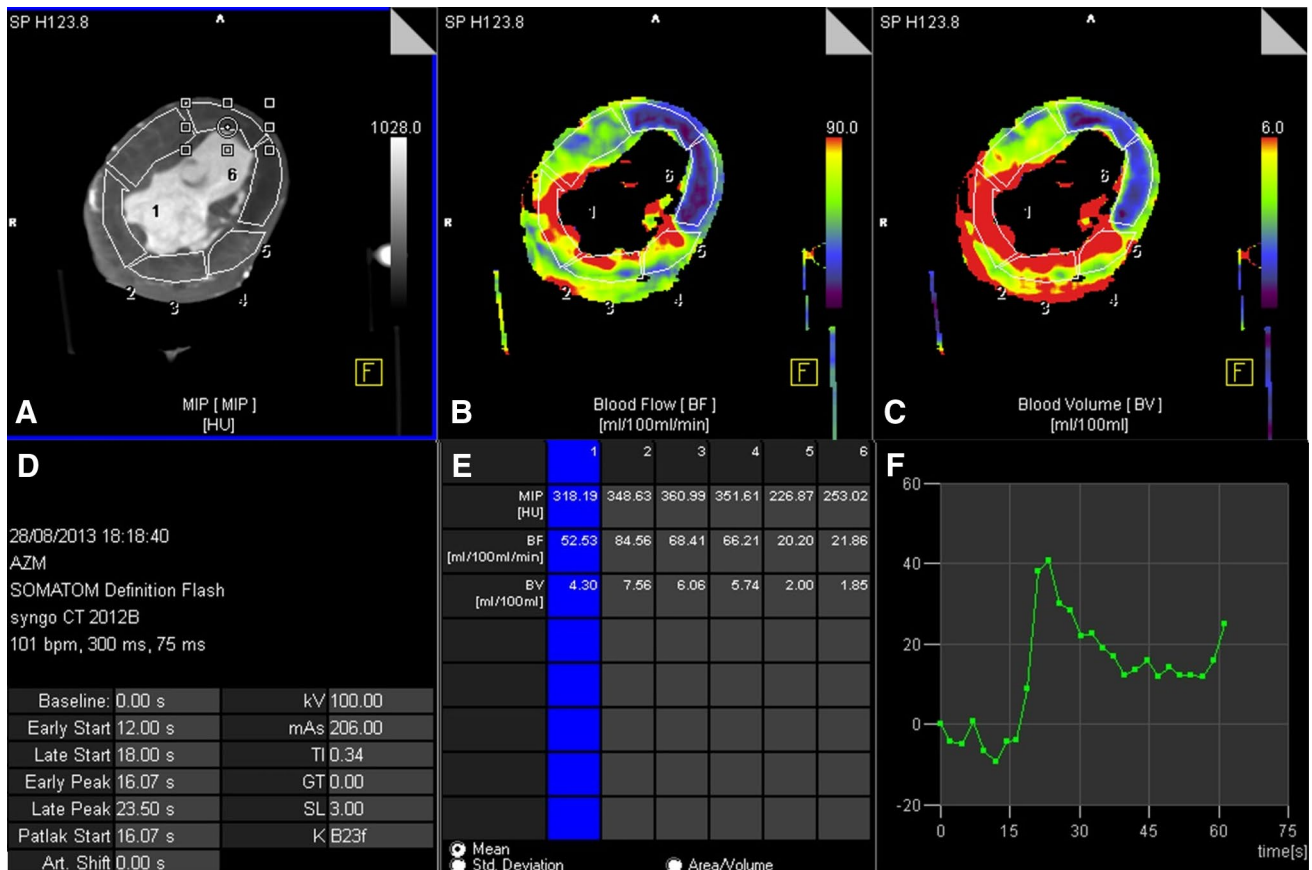 SP H123.8
A
R
1028.0
6
1
5
2
3
4
F
MIP [ MIP ]
[HU]
A
SP H123.8
A
90.0
6
1
5
2
3
4
F
Blood Flow [ BF ]
[ml/100ml/min]
B
SP H123.8
A
6.0
6
1
5
2
3
4
F
Blood Volume [ BV ]
[ml/100ml]
C
D
28/08/2013 18:18:40
AZM
SOMATOM Definition Flash
syngo CT 2012B
101 bpm, 300 ms, 75 ms
Baseline: 0.00 s kV 100.00
Early Start 12.00 s mAs 206.00
Late Start 18.00 s TI 0.34
Early Peak 16.07 s GT 0.00
Late Peak 23.50 s SL 3.00
Patlak Start 16.07 s K B23f
Art. Shift 0.00 s
E
1 2 3 4 5 6
MIP [HU] 318.19 348.63 360.99 351.61 226.87 253.02
BF [ml/100ml/min] 52.53 84.56 68.41 66.21 20.20 21.86
BV [ml/100ml] 4.30 7.56 6.06 5.74 2.00 1.85
Mean
Std. Deviation Area/Volume
F
60
40
20
0
-20
0 15 30 45 60 75
time[s]